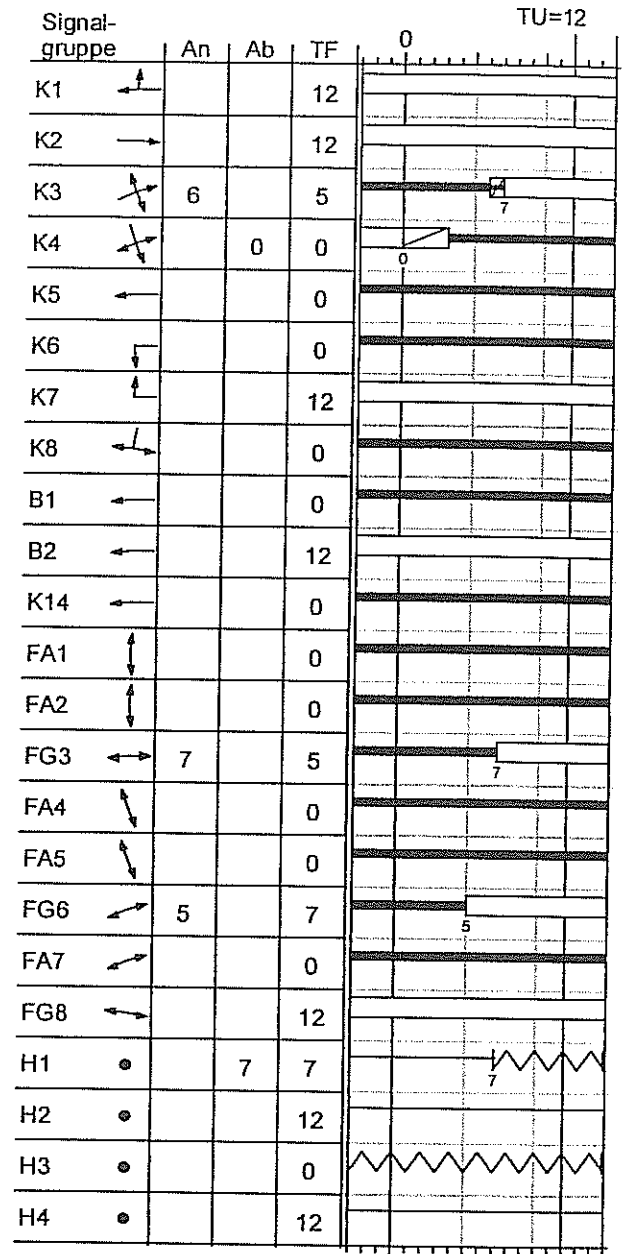 TU=12
Signal-
gruppe An Ab TF 0
K1 12
K2 12
K3 6 5 7
K4 0 0 0
K5 0
K6 0
K7 12
K8 0
B1 0
B2 12
K14 0
FA1 0
FA2 0
FG3 7 5 7
FA4 0
FA5 0
FG6 5 7 5
FA7 0
FG8 12
H1 7 7 7
H2 12
H3 0
H4 12